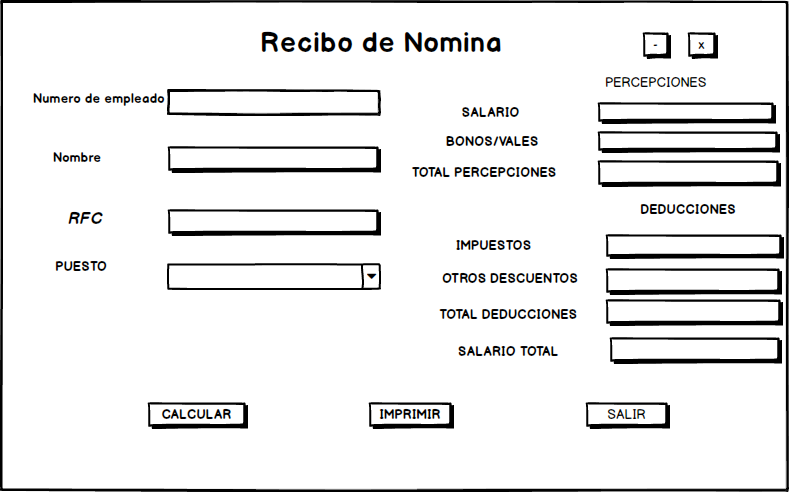 Recibo de Nomina
- x
PERCEPCIONES
Numero de empleado
SALARIO
BONOS/VALES
Nombre
TOTAL PERCEPCIONES
DEDUCCIONES
RFC
IMPUESTOS
PUESTO
OTROS DESCUENTOS
TOTAL DEDUCCIONES
SALARIO TOTAL
CALCULAR IMPRIMIR SALIR